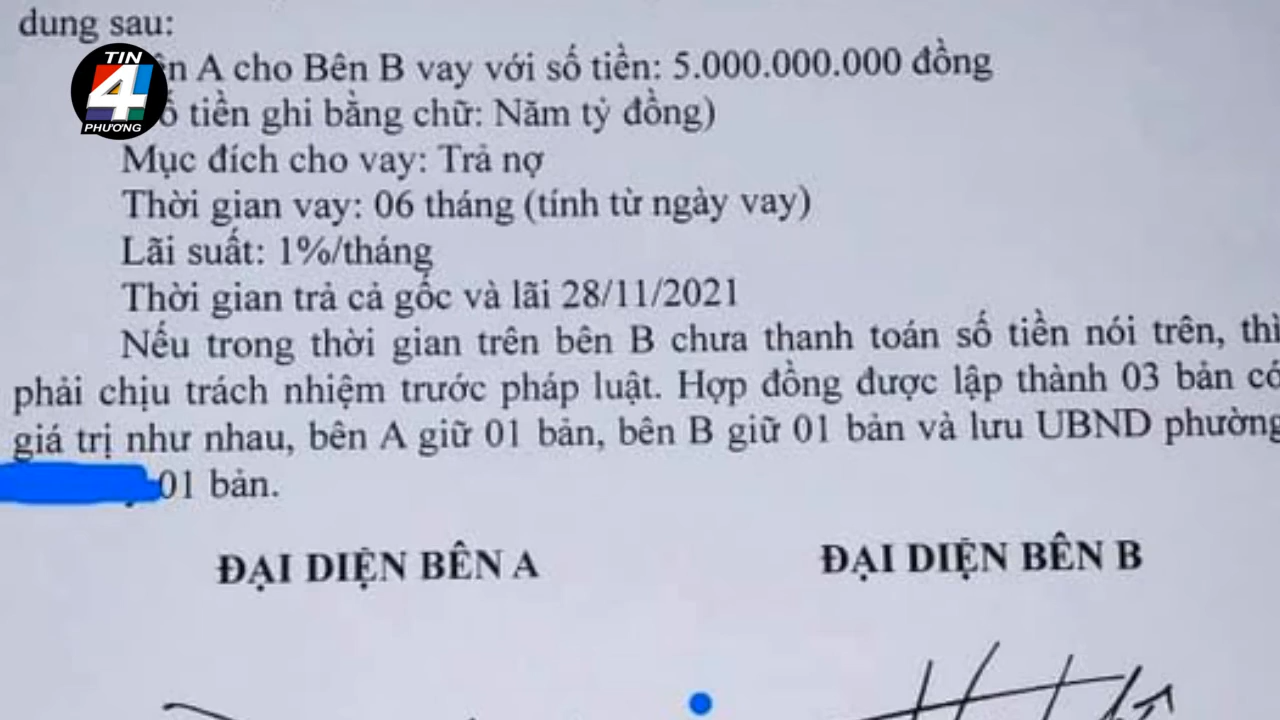 dung sau:
TIN
4
PHƯƠNG
A cho Bên B vay với số tiền: 5.000.000.000 đồng
tiền ghi bằng chữ: Năm tỷ đồng)
Mục đích cho vay: Trả nợ
Thời gian vay: 06 tháng (tính từ ngày vay)
Lãi suất: 1%/tháng
Thời gian trả cả gốc và lãi 28/11/2021
Nếu trong thời gian trên bên B chưa thanh toán số tiền nói trên, thì
phải chịu trách nhiệm trước pháp luật. Hợp đồng được lập thành 03 bản có
giá trị như nhau, bên A giữ 01 bản, bên B giữ 01 bản và lưu UBND phường
01 bản.
ĐẠI DIỆN BÊN A
ĐẠI DIỆN BÊN B